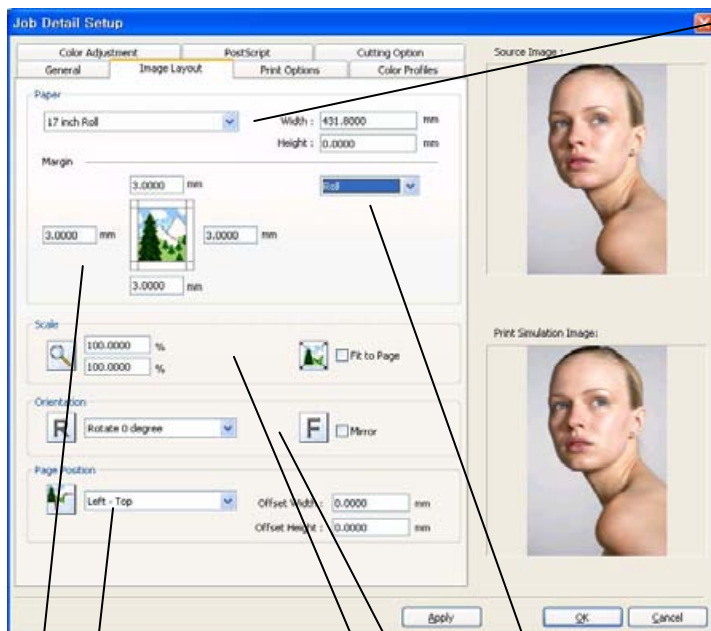 Job Detail Setup
Color Adjustment PostScript Cutting Option
General Image Layout Print Options Color Profiles
Source Image :
Paper
17 inch Roll Width : 431.8000 mm
Height : 0.0000 mm
Margin
3.0000 mm Roll
3.0000 mm 3.0000 mm
3.0000 mm
Scale
100.0000 %
100.0000 %
Fit to Page
Print Simulation Image:
Orientation
R Rotate 0 degree F Mirror
Page Position
Left - Top Offset Width : 0.0000 mm
Offset Height : 0.0000 mm
Apply OK Cancel